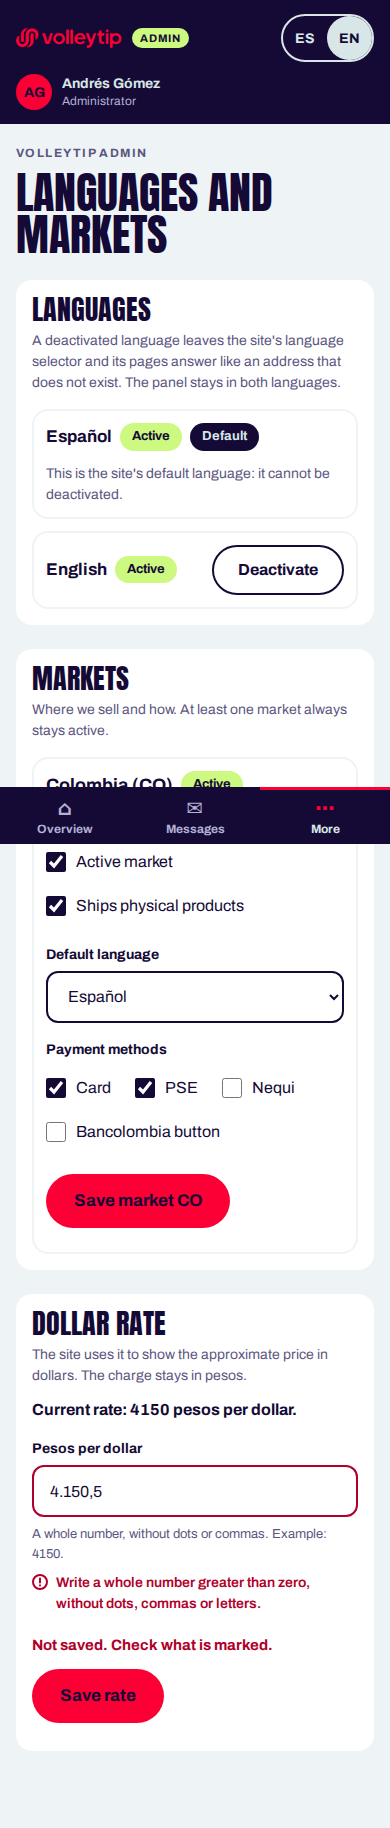 volleytip ADMIN ES EN
AG Andrés Gómez
Administrator
VOLLEYTIP ADMIN
LANGUAGES AND
MARKETS
LANGUAGES
A deactivated language leaves the site's language
selector and its pages answer like an address that
does not exist. The panel stays in both languages.
Español Active Default
This is the site's default language: it cannot be
deactivated.
English Active Deactivate
MARKETS
Where we sell and how. At least one market always
stays active.
Colombia (CO) Active
Overview Messages More
Active market
Ships physical products
Default language
Español
Payment methods
Card PSE Nequi
Bancolombia button
Save market CO
DOLLAR RATE
The site uses it to show the approximate price in
dollars. The charge stays in pesos.
Current rate: 4150 pesos per dollar.
Pesos per dollar
4.150,5
A whole number, without dots or commas. Example:
4150.
Write a whole number greater than zero,
without dots, commas or letters.
Not saved. Check what is marked.
Save rate